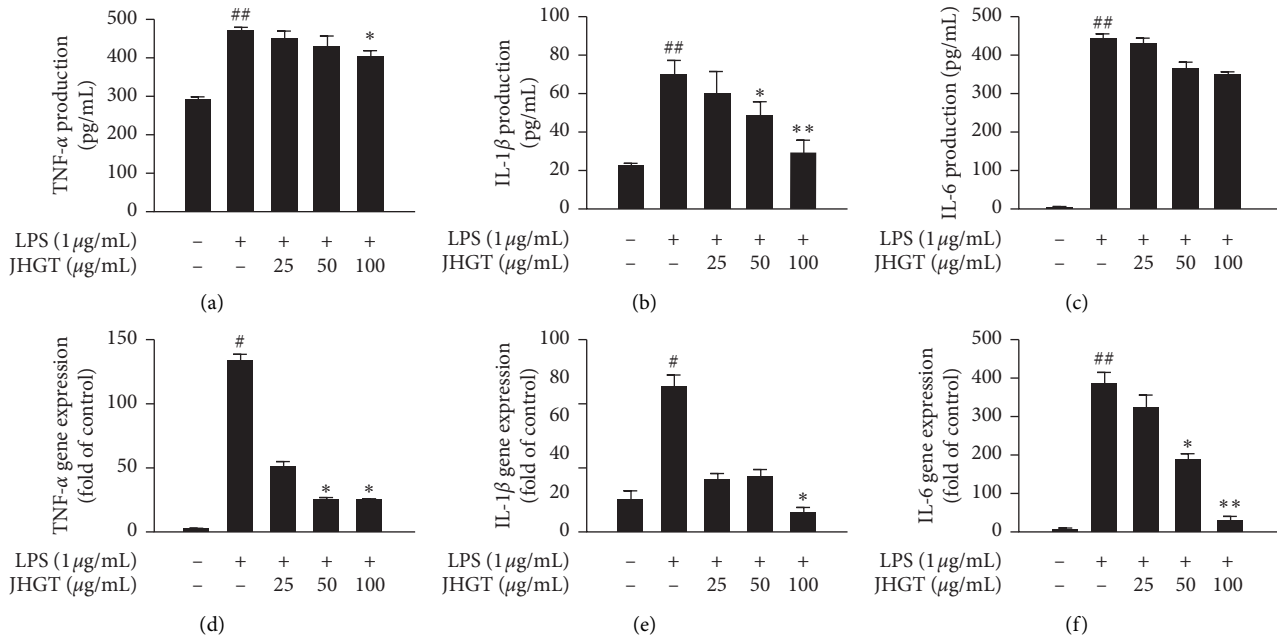 TNF-α production
(pg/mL)
500
400
300
200
100
0
##
*
LPS (1 μg/mL) – + + + +
JHGT (μg/mL) – – 25 50 100
(a)
IL-1β production
(pg/mL)
100
80
60
40
20
0
##
*
**
LPS (1 μg/mL) – + + + +
JHGT (μg/mL) – – 25 50 100
(b)
IL-6 production (pg/mL)
500
400
300
200
100
0
##
LPS (1 μg/mL) – + + + +
JHGT (μg/mL) – – 25 50 100
(c)
TNF-α gene expression
(fold of control)
150
100
50
0
#
*
*
LPS (1 μg/mL) – + + + +
JHGT (μg/mL) – – 25 50 100
(d)
IL-1β gene expression
(fold of control)
100
80
40
20
0
#
*
LPS (1 μg/mL) – + + + +
JHGT (μg/mL) – – 25 50 100
(e)
IL-6 gene expression
(fold of control)
500
400
300
200
100
0
##
*
**
LPS (1 μg/mL) – + + + +
JHGT (μg/mL) – – 25 50 100
(f)